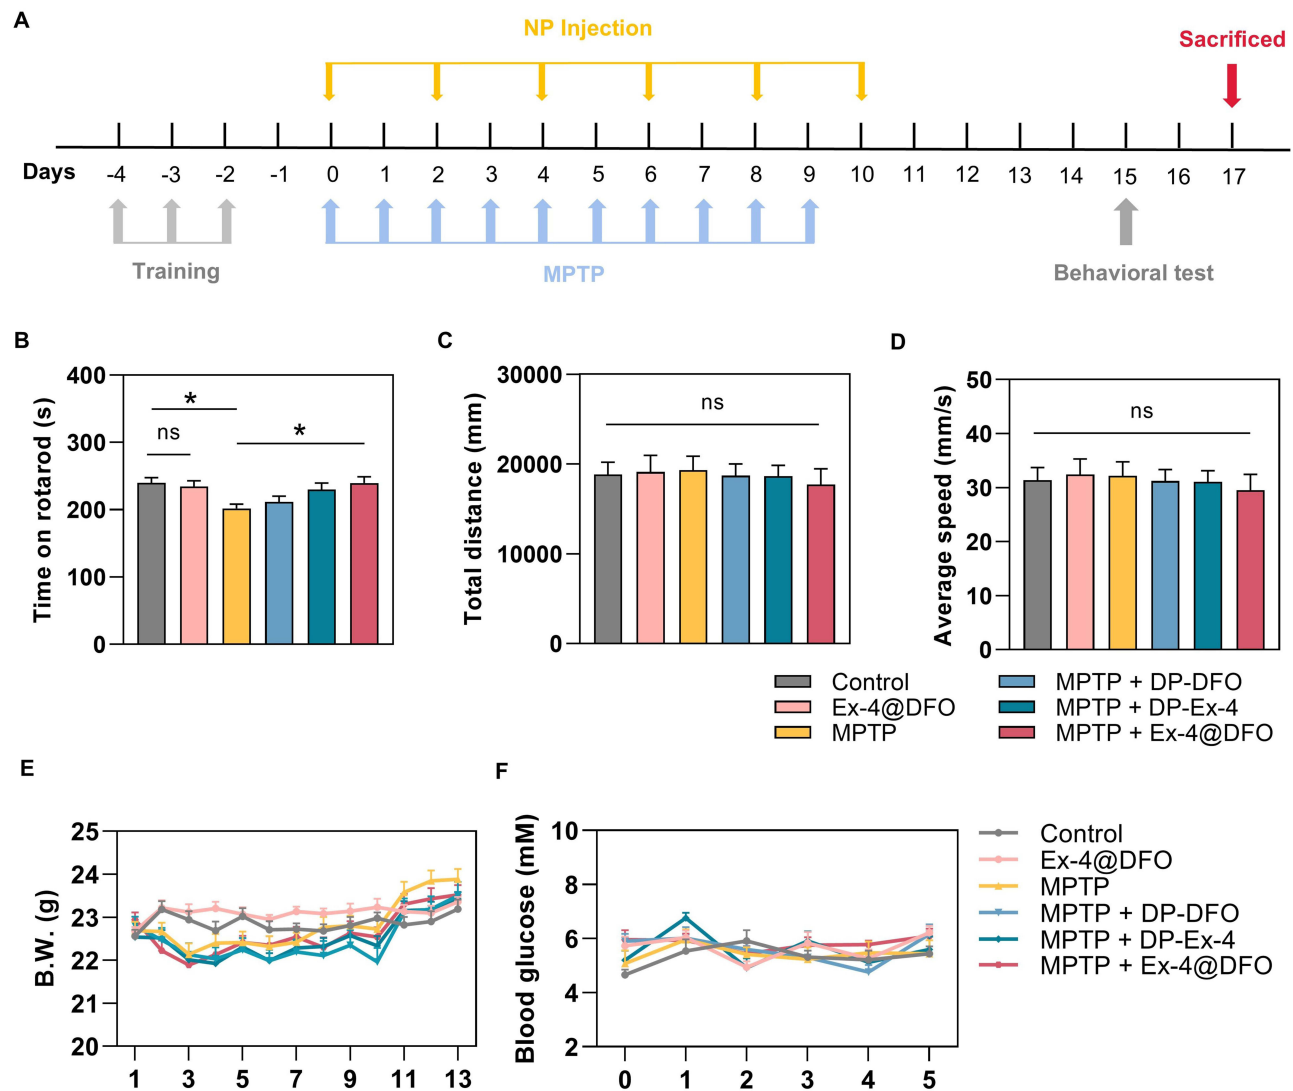 A
NP Injection
Sacrificed
Days -4 -3 -2 -1 0 1 2 3 4 5 6 7 8 9 10 11 12 13 14 15 16 17
Training
MPTP
Behavioral test
B
Time on rotarod (s)
400
300
200
100
0
*
ns
*
C
Total distance (mm)
30000
20000
10000
0
ns
D
Average speed (mm/s)
50
40
30
20
10
0
ns
Control
Ex-4@DFO
MPTP
MPTP + DP-DFO
MPTP + DP-Ex-4
MPTP + Ex-4@DFO
E
B.W. (g)
25
24
23
22
21
20
1 3 5 7 9 11 13
F
Blood glucose (mM)
10
8
6
4
2
0 1 2 3 4 5
Control
Ex-4@DFO
MPTP
MPTP + DP-DFO
MPTP + DP-Ex-4
MPTP + Ex-4@DFO